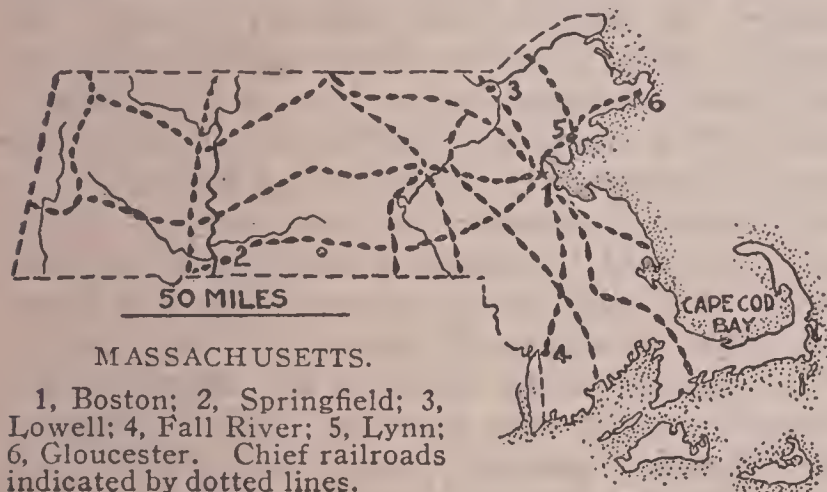 3
6
5
1
2
50 MILES
CAPE COD
BAY
4
MASSACHUSETTS.
1, Boston; 2, Springfield; 3,
Lowell; 4, Fall River; 5, Lynn;
6, Gloucester. Chief railroads
indicated by dotted lines.